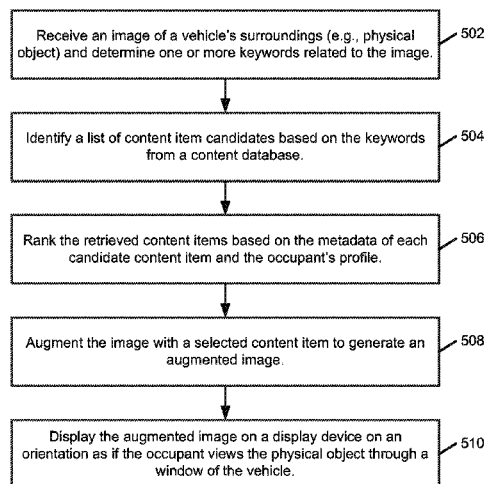 Receive an image of a vehicle's surroundings (e.g., physical
object) and determine one or more keywords related to the image.
502
Identify a list of content item candidates based on the keywords
from a content database.
504
Rank the retrieved content items based on the metadata of each
candidate content item and the occupant's profile.
506
Augment the image with a selected content item to generate an
augmented image.
508
Display the augmented image on a display device on an
orientation as if the occupant views the physical object through a
window of the vehicle.
510